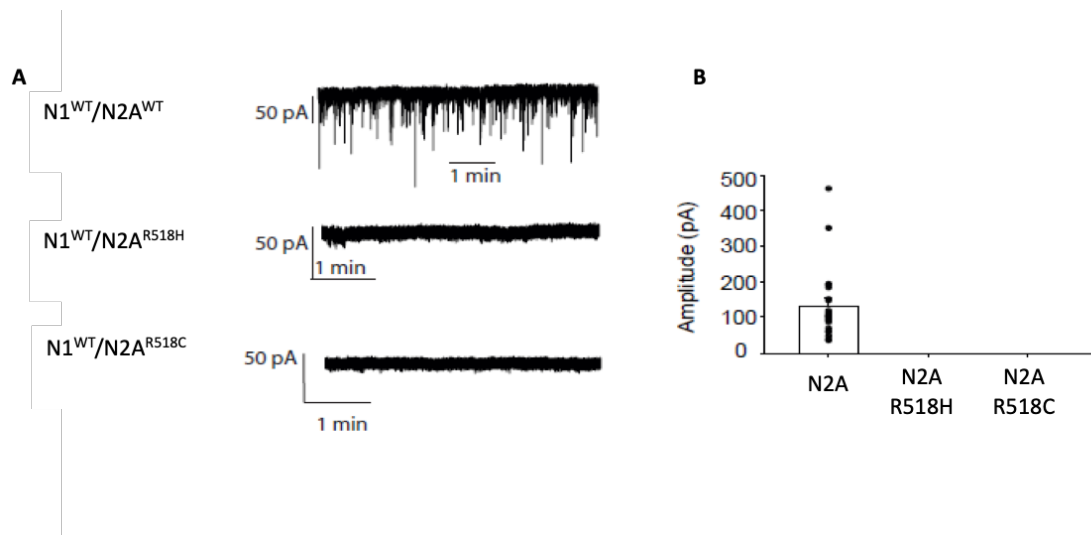 A
N1WT/N2AWT
50 pA
1 min
N1WT/N2AR518H
50 pA
1 min
N1WT/N2AR518C
50 pA
1 min
B
Amplitude (pA)
500
400
300
200
100
0
N2A
N2A
R518H
N2A
R518C